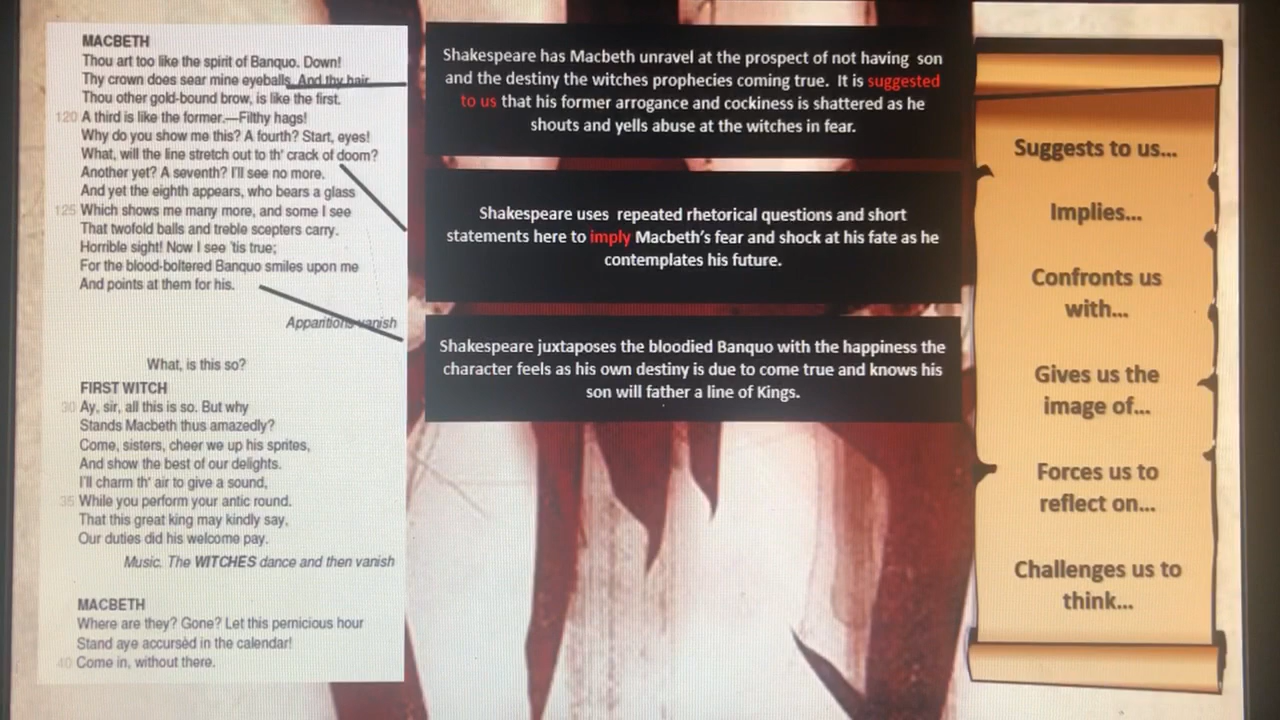 MACBETH
Thou art too like the spirit of Banquo. Down!
Thy crown does sear mine eyeballs. And thy hair,
Thou other gold-bound brow, is like the first.
120 A third is like the former.—Filthy hags!
Why do you show me this? A fourth? Start, eyes!
What, will the line stretch out to th' crack of doom?
Another yet? A seventh? I'll see no more.
And yet the eighth appears, who bears a glass
125 Which shows me many more, and some I see
That twofold balls and treble scepters carry.
Horrible sight! Now I see 'tis true;
For the blood-boltered Banquo smiles upon me
And points at them for his.
Apparitions vanish
What, is this so?
FIRST WITCH
30 Ay, sir, all this is so. But why
Stands Macbeth thus amazedly?
Come, sisters, cheer we up his sprites,
And show the best of our delights.
I'll charm th' air to give a sound,
35 While you perform your antic round.
That this great king may kindly say,
Our duties did his welcome pay.
Music. The WITCHES dance and then vanish
MACBETH
Where are they? Gone? Let this pernicious hour
Stand aye accursèd in the calendar!
40 Come in, without there.
Shakespeare has Macbeth unravel at the prospect of not having son
and the destiny the witches prophecies coming true. It is suggested
to us that his former arrogance and cockiness is shattered as he
shouts and yells abuse at the witches in fear.
Shakespeare uses repeated rhetorical questions and short
statements here to imply Macbeth's fear and shock at his fate as he
contemplates his future.
Shakespeare juxtaposes the bloodied Banquo with the happiness the
character feels as his own destiny is due to come true and knows his
son will father a line of Kings.
Suggests to us...
Implies...
Confronts us
with...
Gives us the
image of...
Forces us to
reflect on...
Challenges us to
think...